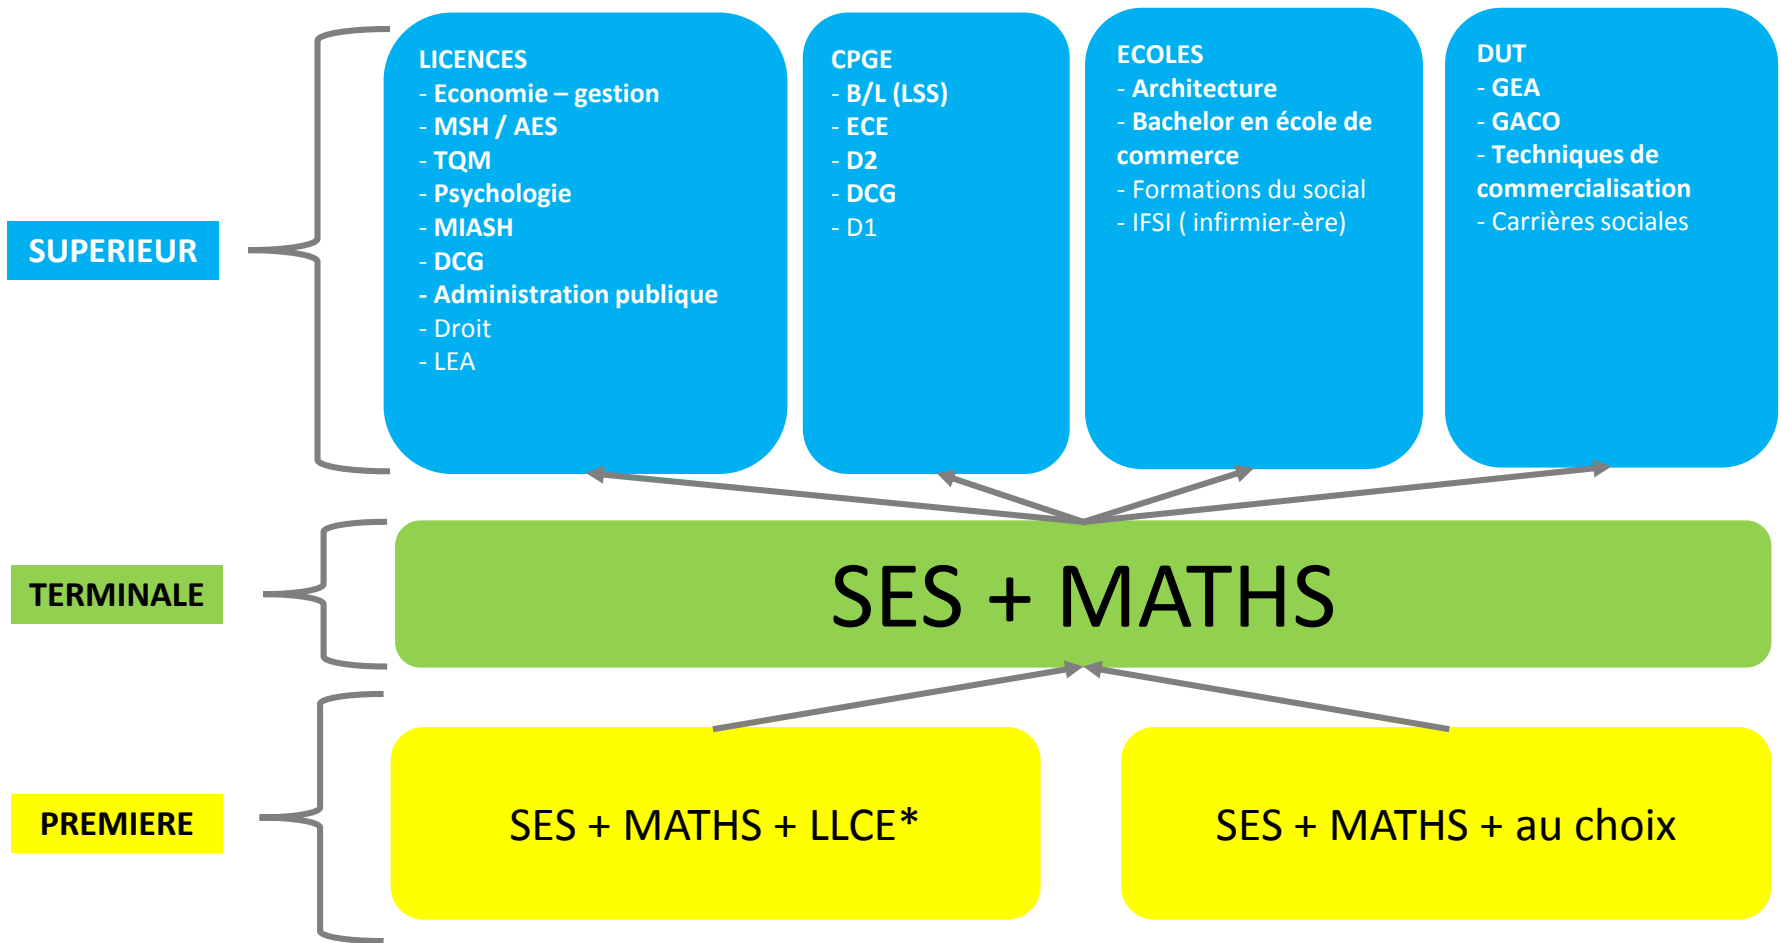 LICENCES
- Economie – gestion
- MSH / AES
- TQM
- Psychologie
- MIASH
- DCG
- Administration publique
- Droit
- LEA
CPGE
- B/L (LSS)
- ECE
- D2
- DCG
- D1
ECOLES
- Architecture
- Bachelor en école de
commerce
- Formations du social
- IFSI ( infirmier-ère)
DUT
- GEA
- GACO
- Techniques de
commercialisation
- Carrières sociales
SUPERIEUR
TERMINALE
SES + MATHS
PREMIERE
SES + MATHS + LLCE*
SES + MATHS + au choix